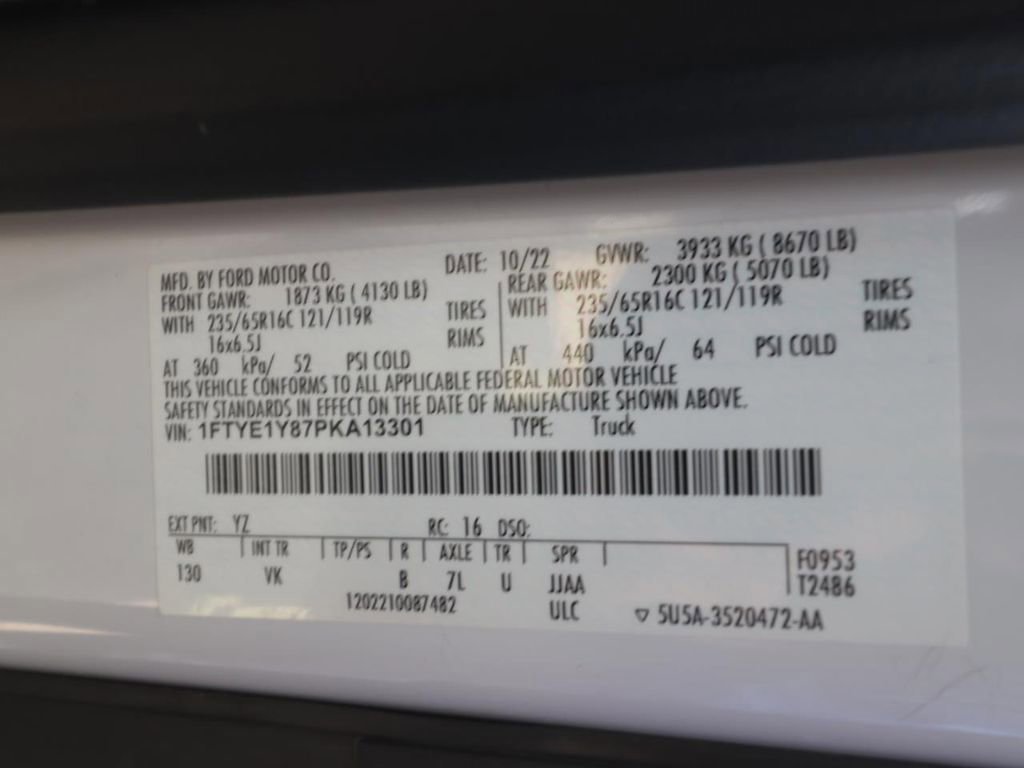 MFD. BY FORD MOTOR CO. DATE: 10/22 GVWR: 3933 KG ( 8670 LB)
FRONT GAWR: 1873 KG ( 4130 LB) REAR GAWR: 2300 KG ( 5070 LB)
WITH 235/65R16C 121/119R TIRES WITH 235/65R16C 121/119R TIRES
16x6.5J RIMS 16x6.5J RIMS
AT 360 kPa/ 52 PSI COLD AT 440 kPa/ 64 PSI COLD
THIS VEHICLE CONFORMS TO ALL APPLICABLE FEDERAL MOTOR VEHICLE
SAFETY STANDARDS IN EFFECT ON THE DATE OF MANUFACTURE SHOWN ABOVE.
VIN: 1FTYE1Y87PKA13301 TYPE: Truck
EXT PNT: YZ RC: 16 DSO:
WB INT TR TP/PS R AXLE TR SPR F0953
130 VK B 7L U JJAA T2486
1202210087482 ULC ▽ 5U5A-3520472-AA